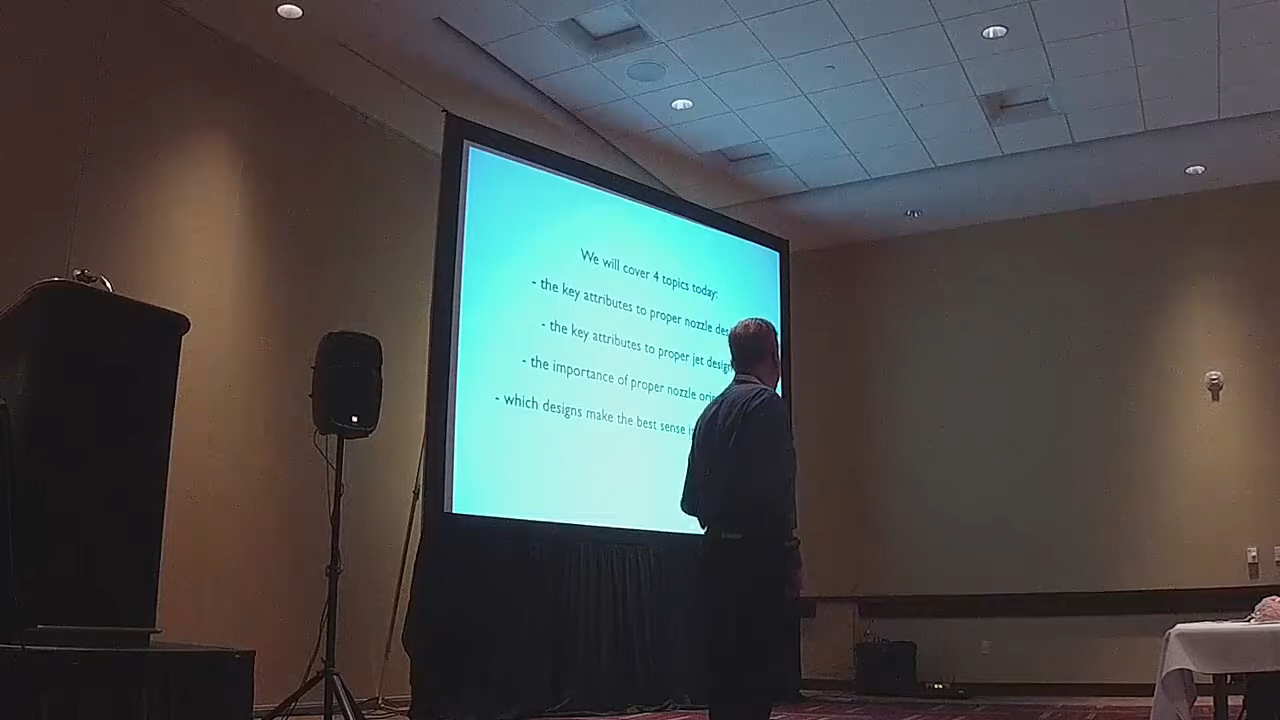 We will cover 4 topics today:
- the key attributes to proper nozzle
- the key attributes to proper jet design
- the importance of proper nozzle
- which designs make the best sense